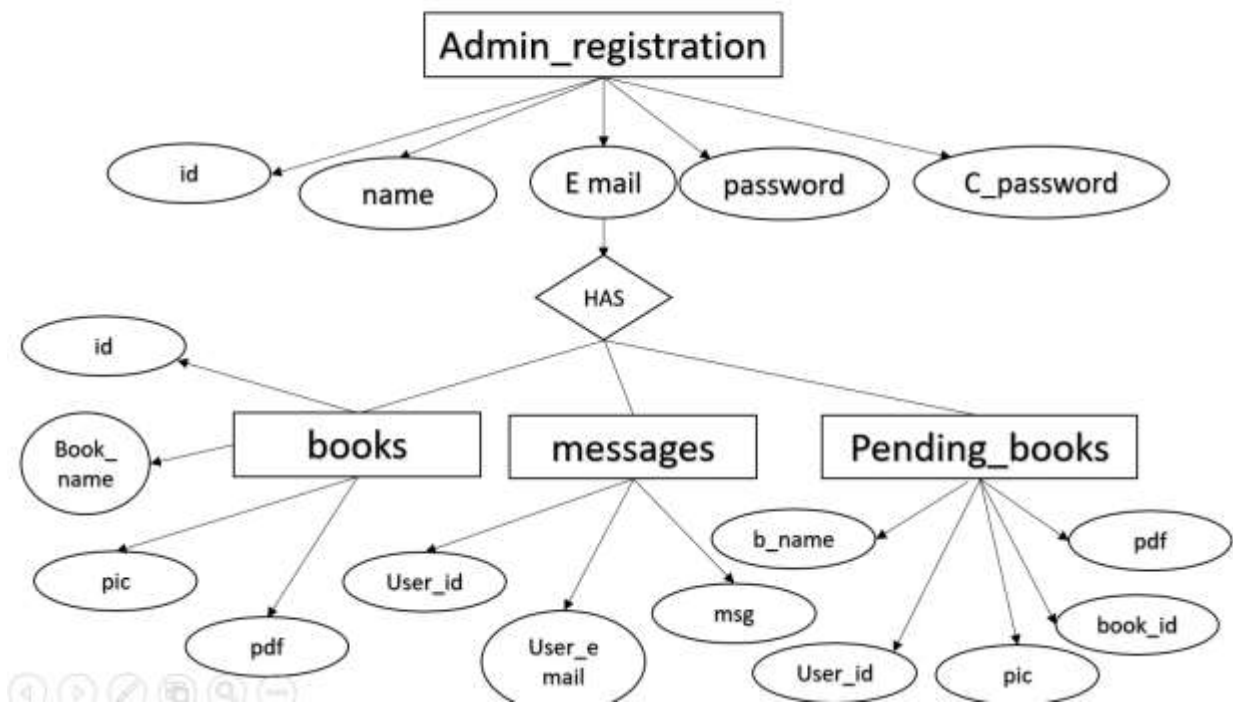 Admin_registration
id
name
E mail
password
C_password
HAS
id
books
messages
Pending_books
Book_
name
b_name
pdf
pic
User_id
msg
book_id
pdf
User_e
mail
User_id
pic